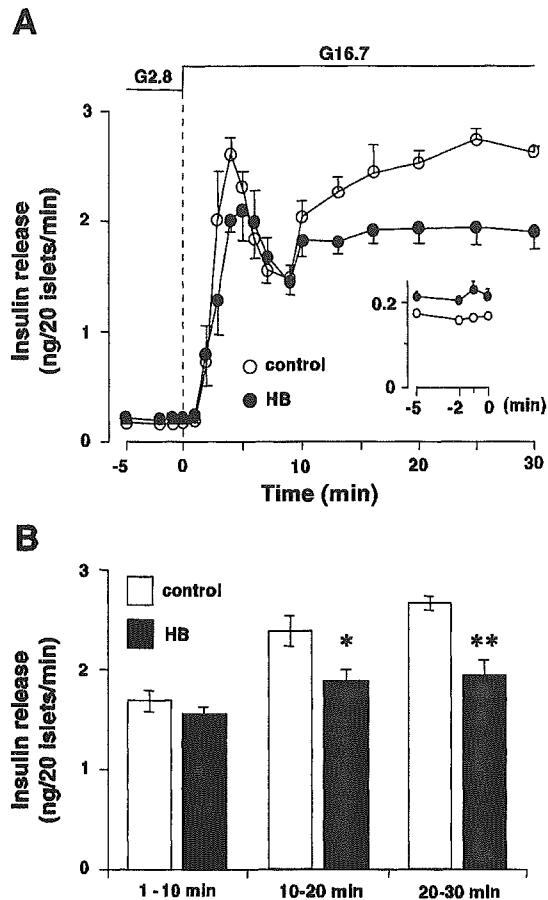 A
G16.7
G2.8
3
2
1
0
Insulin release
(ng/20 islets/min)
control
HB
0.2
0
-5
-2
0
(min)
-5
0
10
20
30
Time (min)
B
3
2
1
0
Insulin release
(ng/20 islets/min)
control
HB
*
**
1-10 min
10-20 min
20-30 min